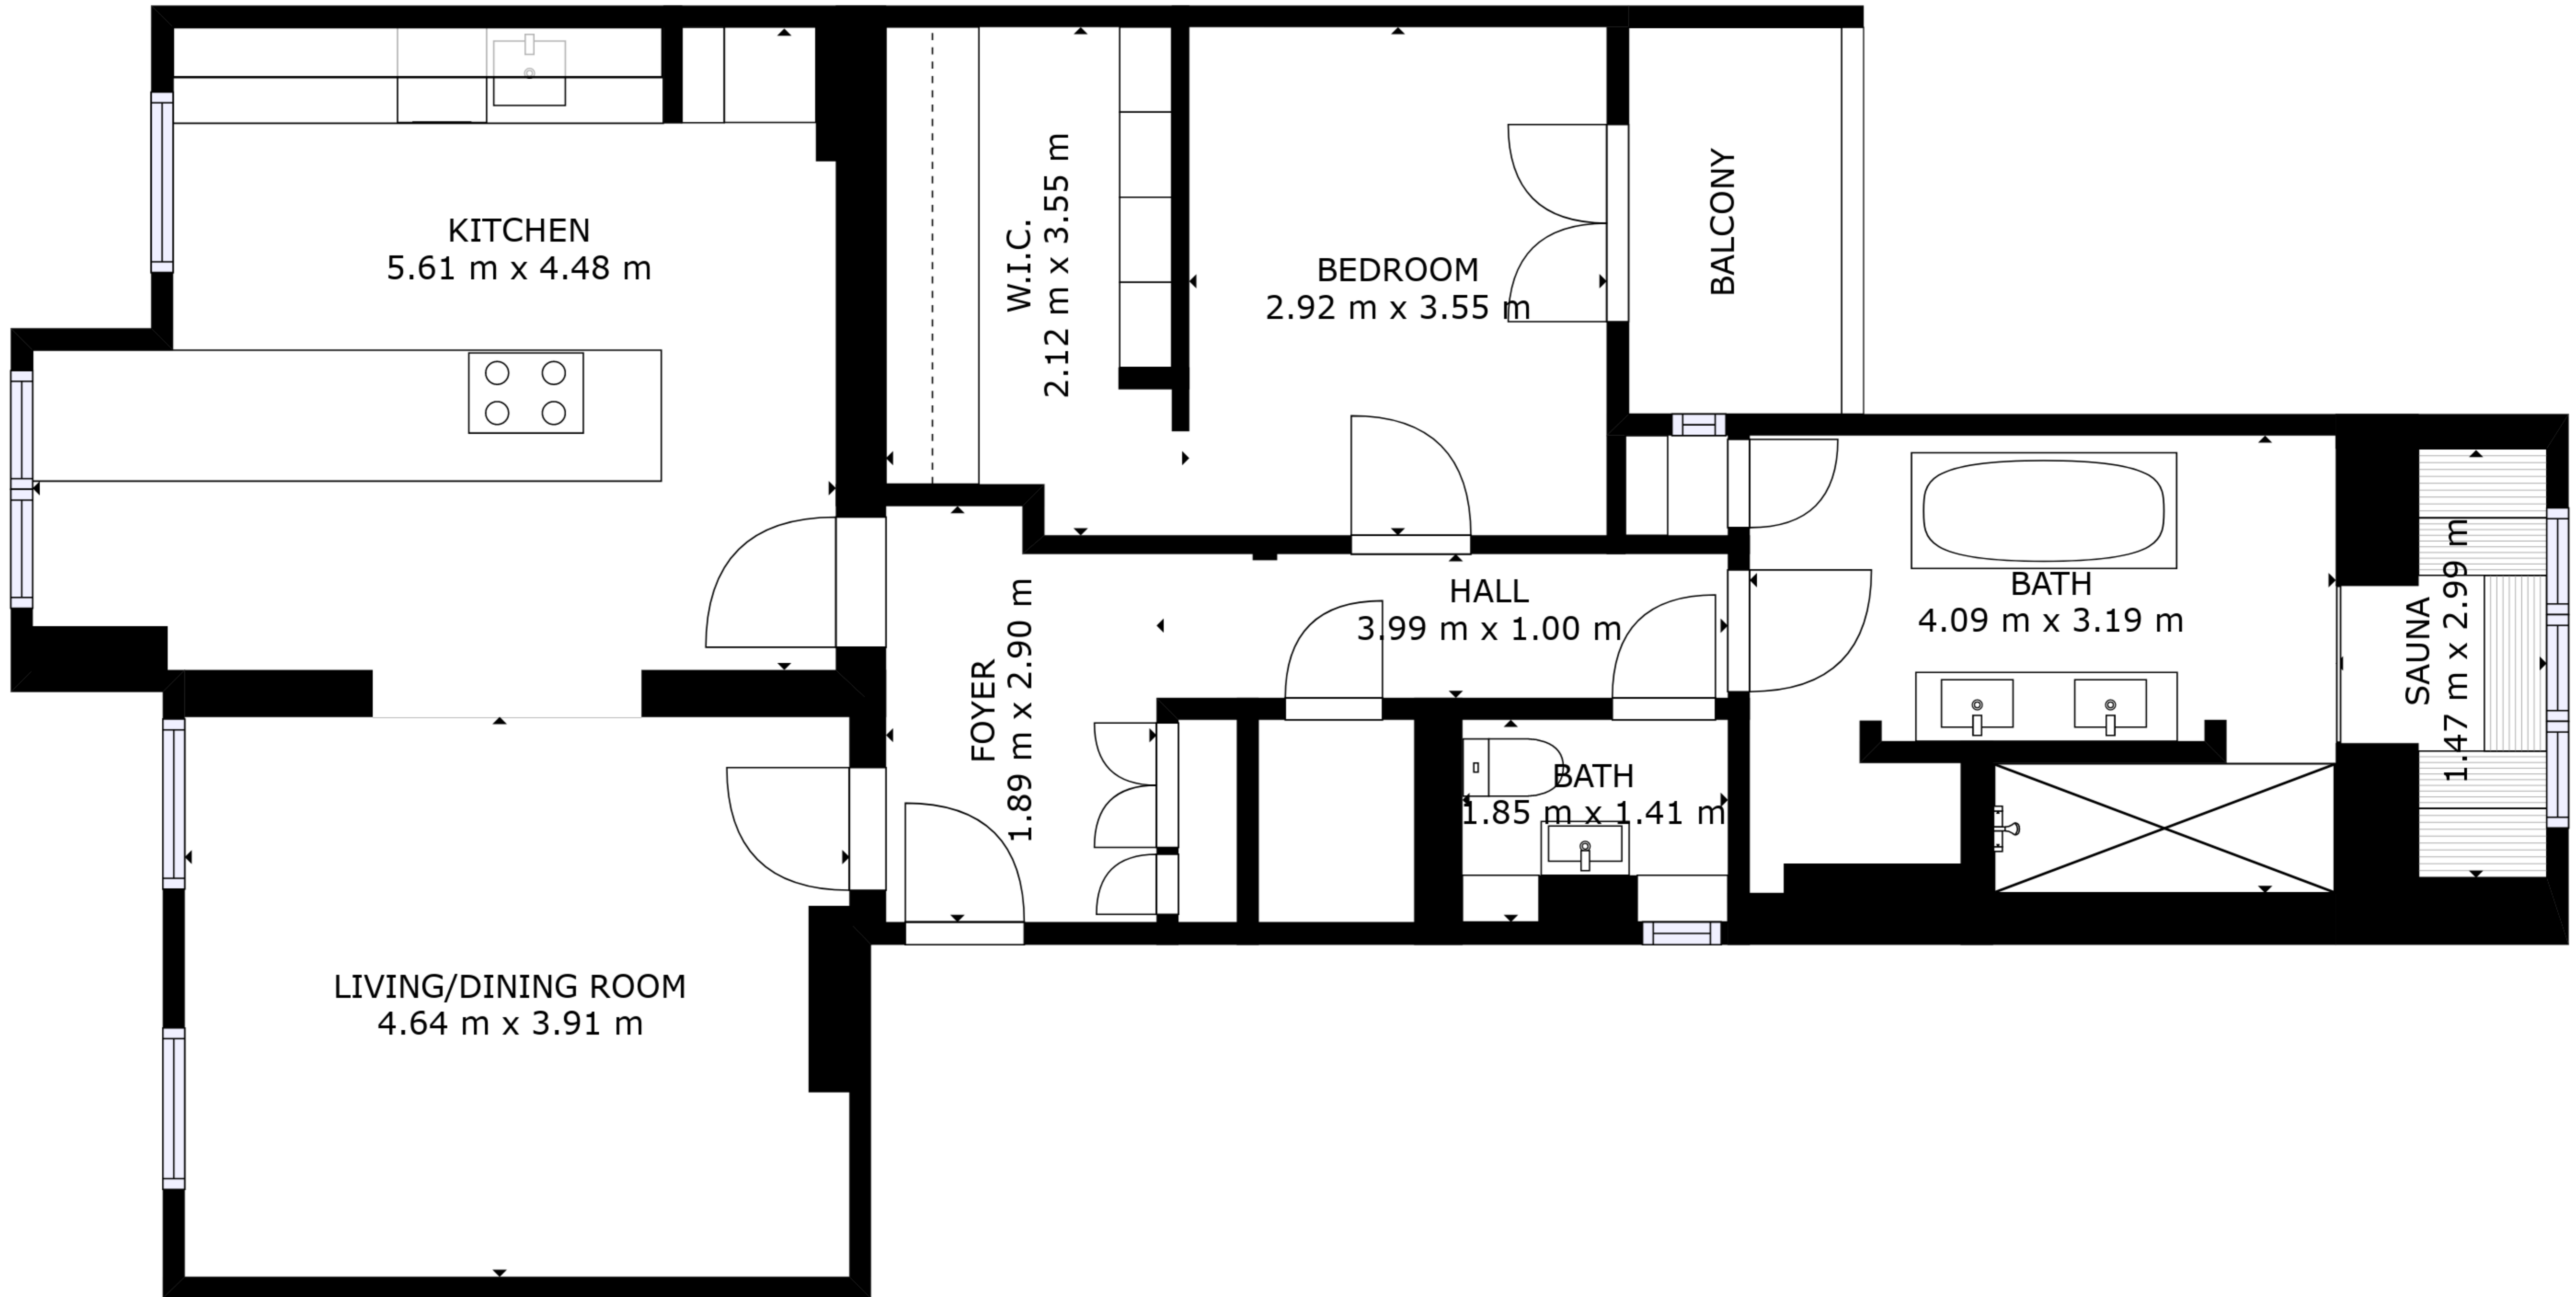 KITCHEN
5.61 m x 4.48 m
W.I.C.
2.12 m x 3.55 m
BEDROOM
2.92 m x 3.55 m
BALCONY
HALL
3.99 m x 1.00 m
BATH
4.09 m x 3.19 m
SAUNA
1.47 m x 2.99 m
FOYER
1.89 m x 2.90 m
BATH
1.85 m x 1.41 m
LIVING/DINING ROOM
4.64 m x 3.91 m